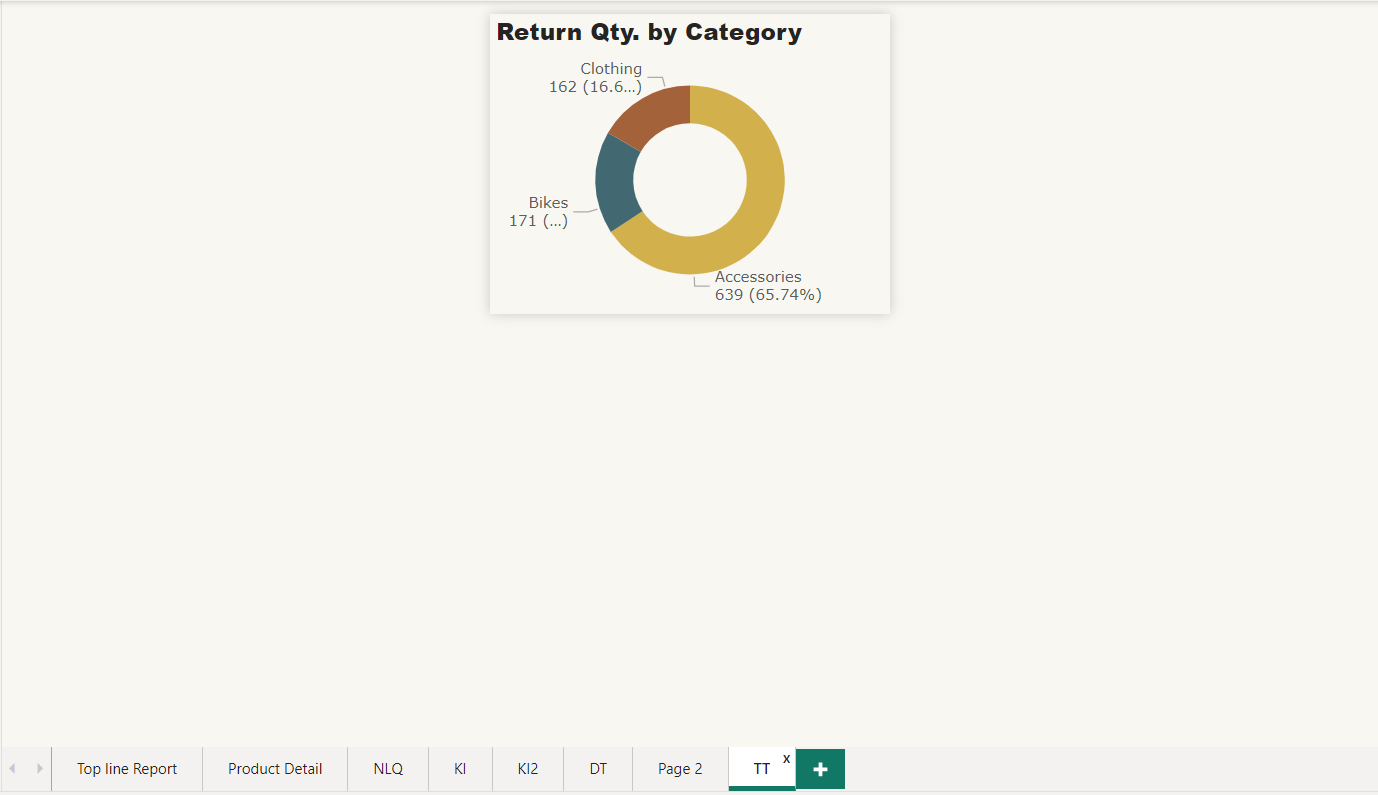 Return Qty. by Category
Clothing
162 (16.6...)
Bikes
171 (...)
Accessories
639 (65.74%)
Top line Report
Product Detail
NLQ
KI
KI2
DT
Page 2
TT
x
+